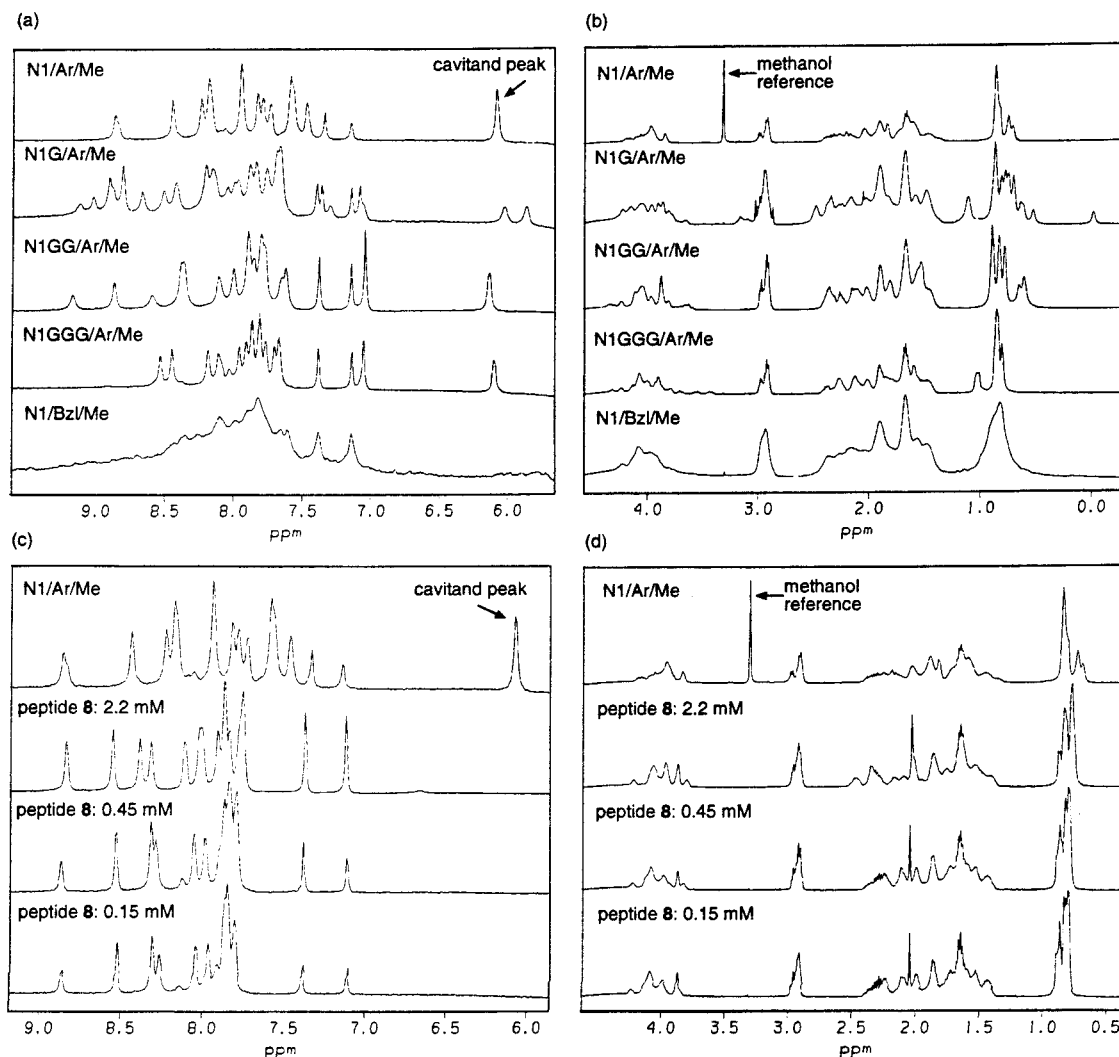 (a)
N1/Ar/Me
cavitand peak
N1G/Ar/Me
N1GG/Ar/Me
N1GGG/Ar/Me
N1/Bzl/Me
9.0 8.5 8.0 7.5 7.0 6.5 6.0
ppm
(b)
N1/Ar/Me
methanol
reference
N1G/Ar/Me
N1GG/Ar/Me
N1GGG/Ar/Me
N1/Bzl/Me
4.0 3.0 2.0 1.0 0.0
ppm
(c)
N1/Ar/Me
cavitand peak
peptide 8: 2.2 mM
peptide 8: 0.45 mM
peptide 8: 0.15 mM
9.0 8.5 8.0 7.5 7.0 6.5 6.0
ppm
(d)
N1/Ar/Me
methanol
reference
peptide 8: 2.2 mM
peptide 8: 0.45 mM
peptide 8: 0.15 mM
4.0 3.5 3.0 2.5 2.0 1.5 1.0 0.5
ppm